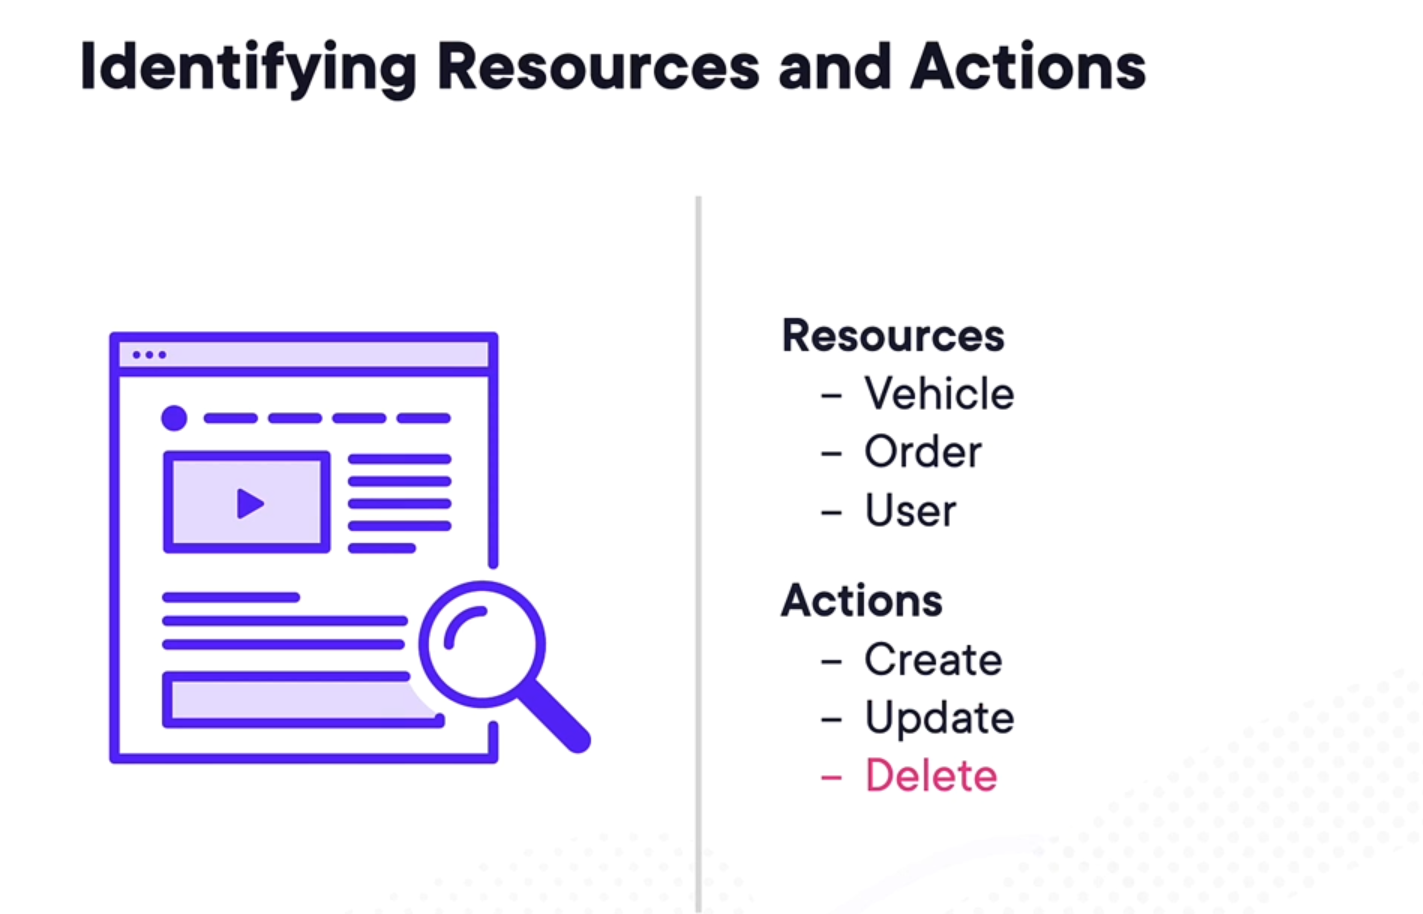 Identifying Resources and Actions
Resources
– Vehicle
– Order
– User
Actions
– Create
– Update
– Delete